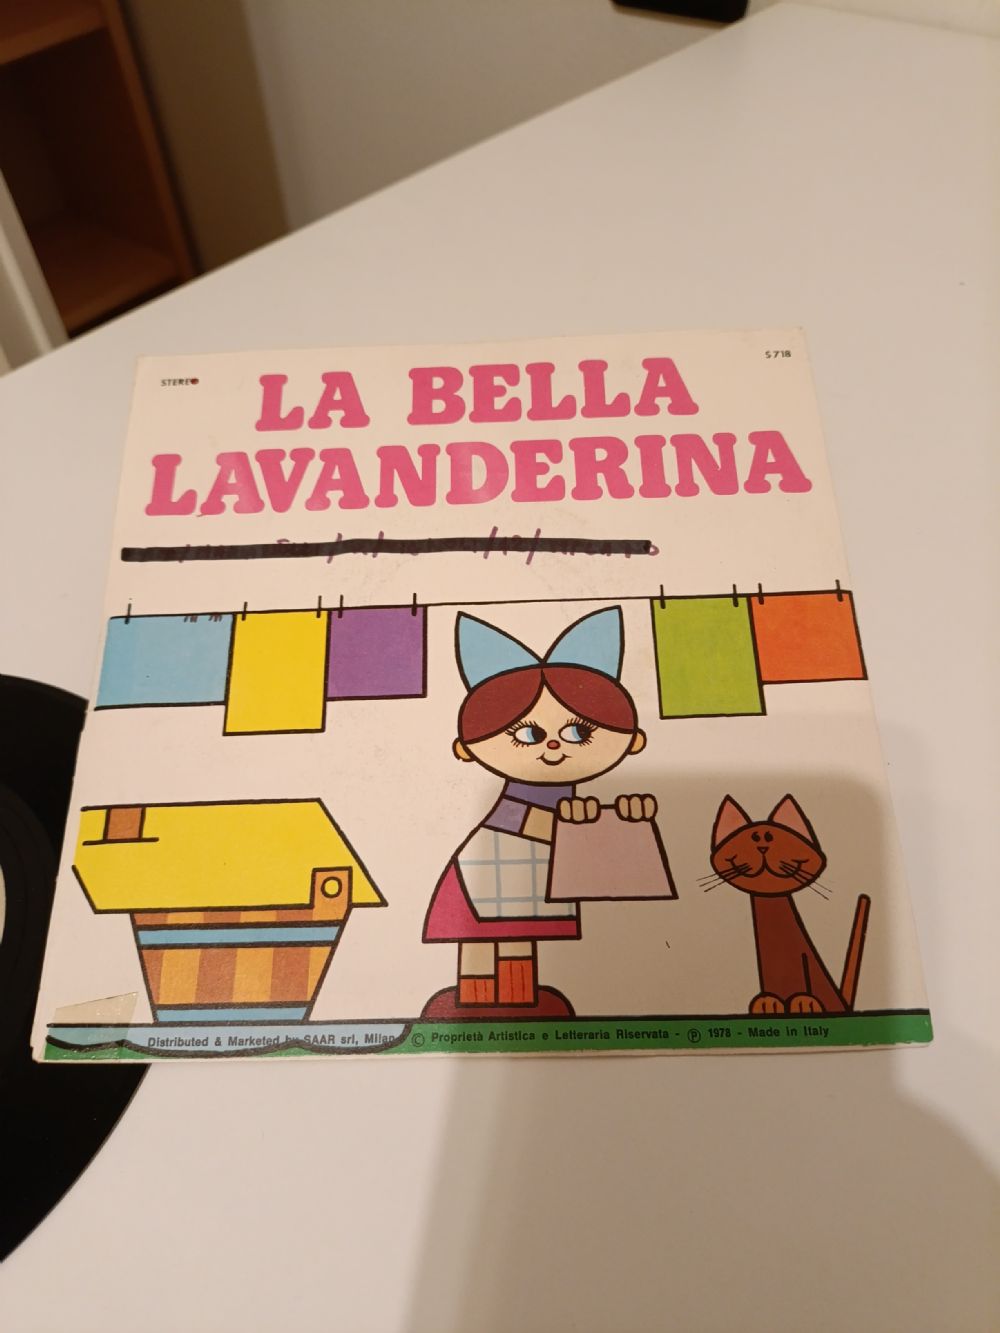 STEREO
S 718
LA BELLA
LAVANDERINA
Distributed & Marketed by SAAR srl, Milan © Proprietà Artistica e Letteraria Riservata - Ⓟ 1978 - Made in Italy